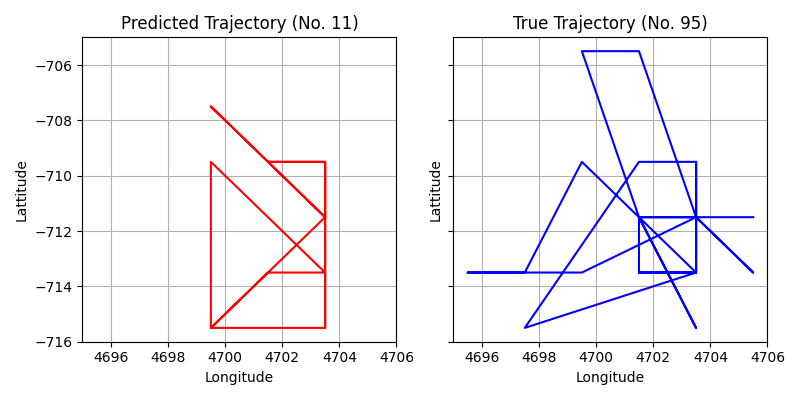 Predicted Trajectory (No. 11)
True Trajectory (No. 95)
Lattitude
−706
−708
−710
−712
−714
−716
4696 4698 4700 4702 4704 4706
Longitude
Lattitude
4696 4698 4700 4702 4704 4706
Longitude